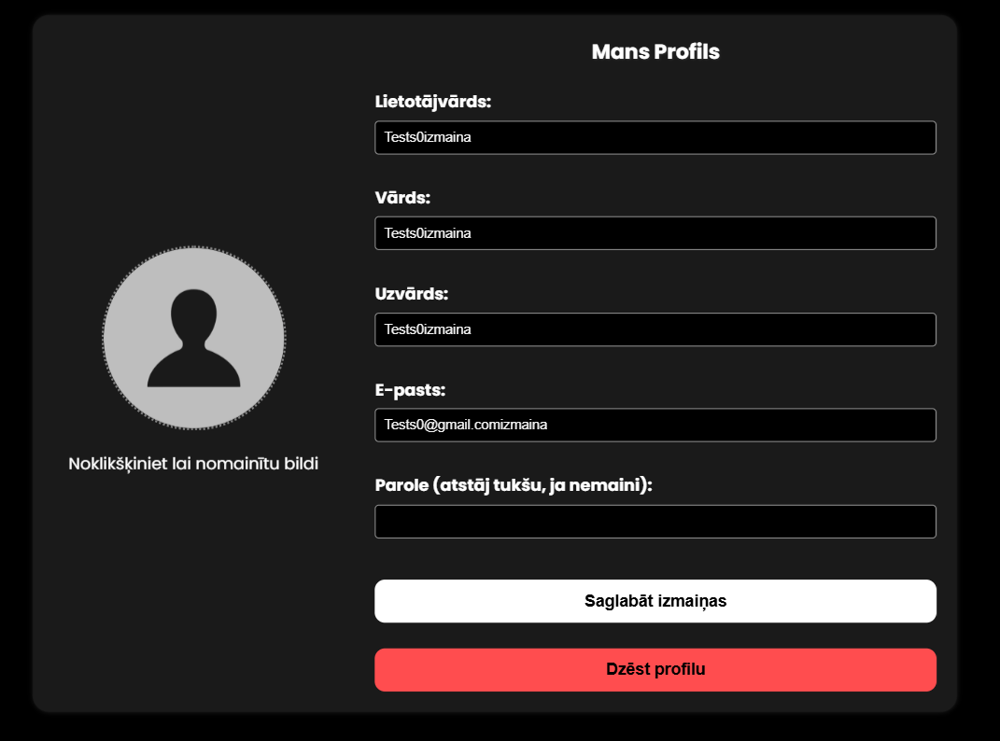 Mans Profils
Lietotājvārds:
Tests0izmaina
Vārds:
Tests0izmaina
Uzvārds:
Tests0izmaina
E-pasts:
Tests0@gmail.comizmaina
Noklikšķiniet lai nomainītu bildi
Parole (atstāj tukšu, ja nemaini):
Saglabāt izmaiņas
Dzēst profilu